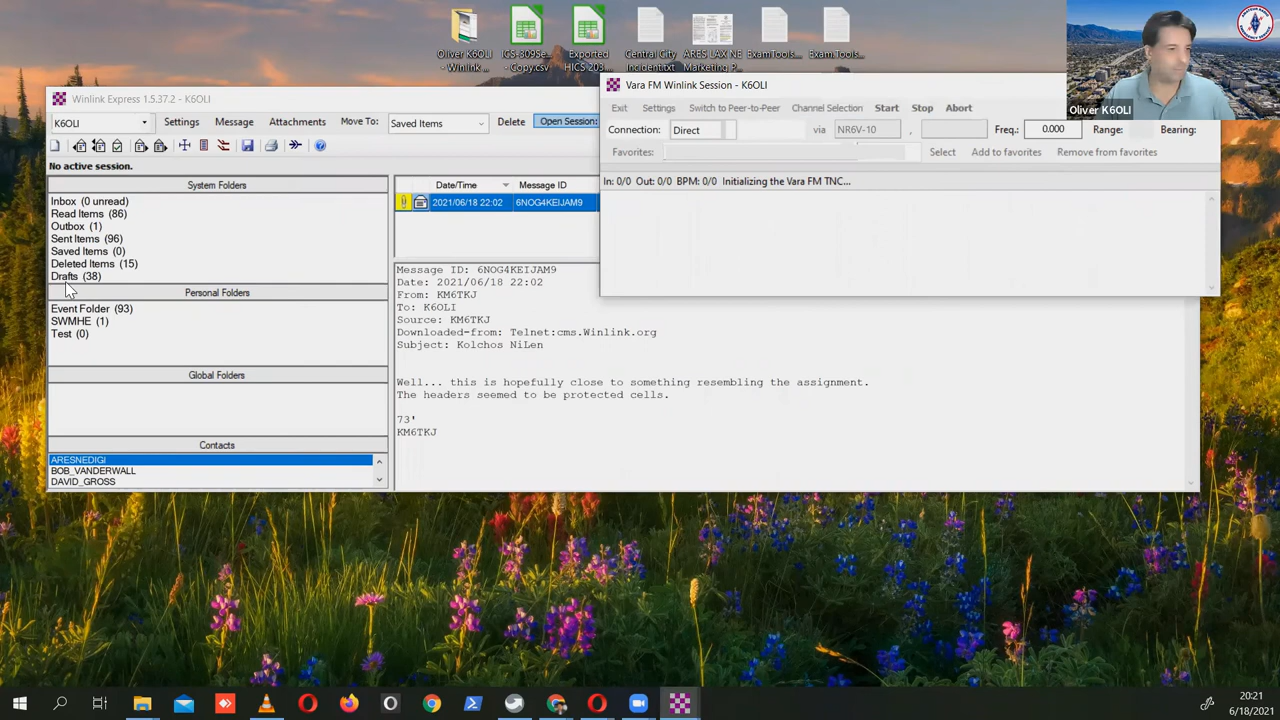 Oliver K6OLI
- Winlink ...
ICS-309Se...
- Copy.csv
Exported
HICS 203...
Central City
Incident.txt
ARES LAX NE
Marketing P...
ExamTools...
ExamTools...
Oliver K6OLI
Winlink Express 1.5.37.2 - K6OLI
K6OLI
Settings
Message
Attachments
Move To:
Saved Items
Delete
Open Session:
No active session.
System Folders
Inbox (0 unread)
Read Items (86)
Outbox (1)
Sent Items (96)
Saved Items (0)
Deleted Items (15)
Drafts (38)
Personal Folders
Event Folder (93)
SWMHE (1)
Test (0)
Global Folders
Contacts
ARESNEDIGI
BOB_VANDERWALL
DAVID_GROSS
Date/Time
Message ID
2021/06/18 22:02
6NOG4KEIJAM9
Message ID: 6NOG4KEIJAM9
Date: 2021/06/18 22:02
From: KM6TKJ
To: K6OLI
Source: KM6TKJ
Downloaded-from: Telnet:cms.Winlink.org
Subject: Kolchos NiLen
Well... this is hopefully close to something resembling the assignment.
The headers seemed to be protected cells.
73'
KM6TKJ
Vara FM Winlink Session - K6OLI
Exit
Settings
Switch to Peer-to-Peer
Channel Selection
Start
Stop
Abort
Connection:
Direct
via
NR6V-10
,
Freq.:
0.000
Range:
Bearing:
Favorites:
Select
Add to favorites
Remove from favorites
In: 0/0 Out: 0/0 BPM: 0/0 Initializing the Vara FM TNC...
20:21
6/18/2021